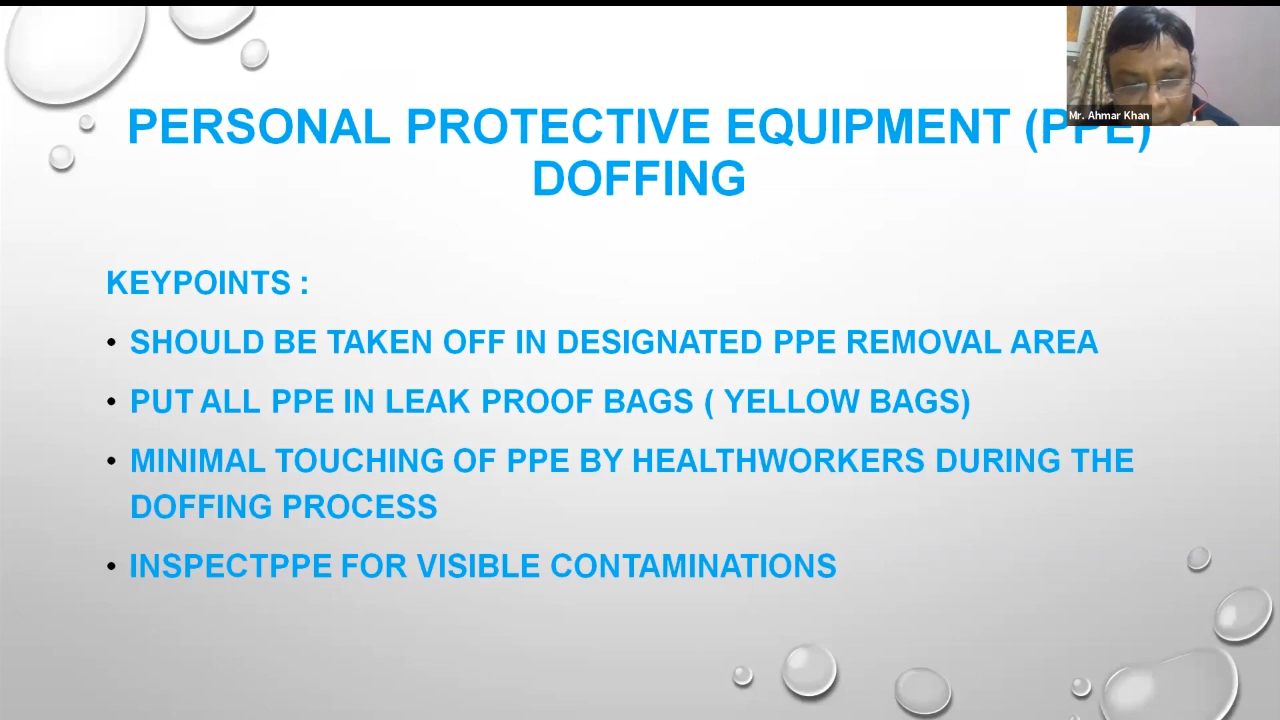 Mr. Ahmar Khan
PERSONAL PROTECTIVE EQUIPMENT (PPE)
DOFFING
KEYPOINTS :
• SHOULD BE TAKEN OFF IN DESIGNATED PPE REMOVAL AREA
• PUT ALL PPE IN LEAK PROOF BAGS ( YELLOW BAGS)
• MINIMAL TOUCHING OF PPE BY HEALTHWORKERS DURING THE
DOFFING PROCESS
• INSPECTPPE FOR VISIBLE CONTAMINATIONS